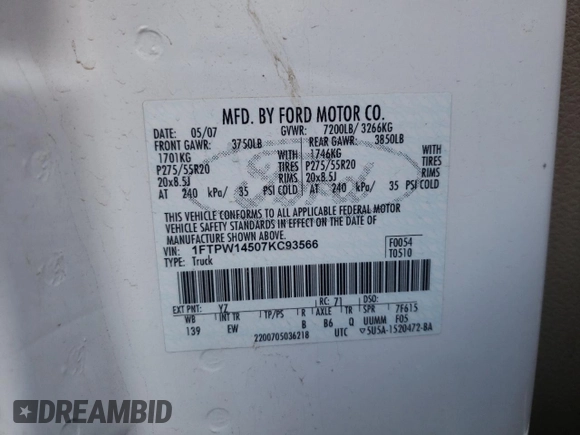 MFD. BY FORD MOTOR CO.
DATE: 05/07 GVWR: 7200LB/ 3266KG
FRONT GAWR: 3750LB REAR GAWR: 3850LB
1701KG WITH 1746KG WITH
P275/55R20 TIRES P275/55R20 TIRES
20x8.5J RIMS 20x8.5J RIMS
AT 240 kPa/ 35 PSI COLD AT 240 kPa/ 35 PSI COLD
THIS VEHICLE CONFORMS TO ALL APPLICABLE FEDERAL MOTOR
VEHICLE SAFETY STANDARDS IN EFFECT ON THE DATE OF
MANUFACTURE SHOWN ABOVE.
VIN: 1FTPW14507KC93566 F0054
TYPE: Truck T0510
EXT PNT: YZ RC: 71 DSO:
WB INT TR TP/PS R AXLE TR SPR 7F615
139 EW B B6 Q UUMM F05
2200705036218 UTC 5U5A-1520472-BA
DREAMBID